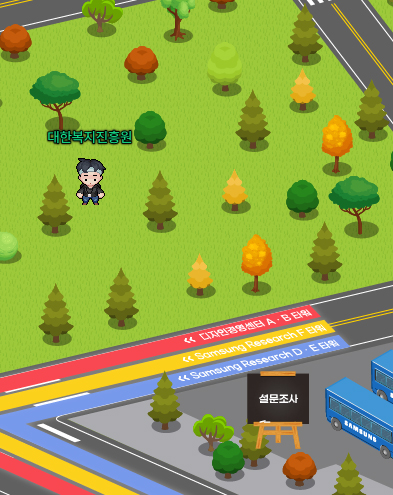 대한복지진흥원
‹‹ 디자인경영센터 A · B 타워
‹‹ Samsung Research F 타워
‹‹ Samsung Research D · E 타워
설문조사
SAMSUNG